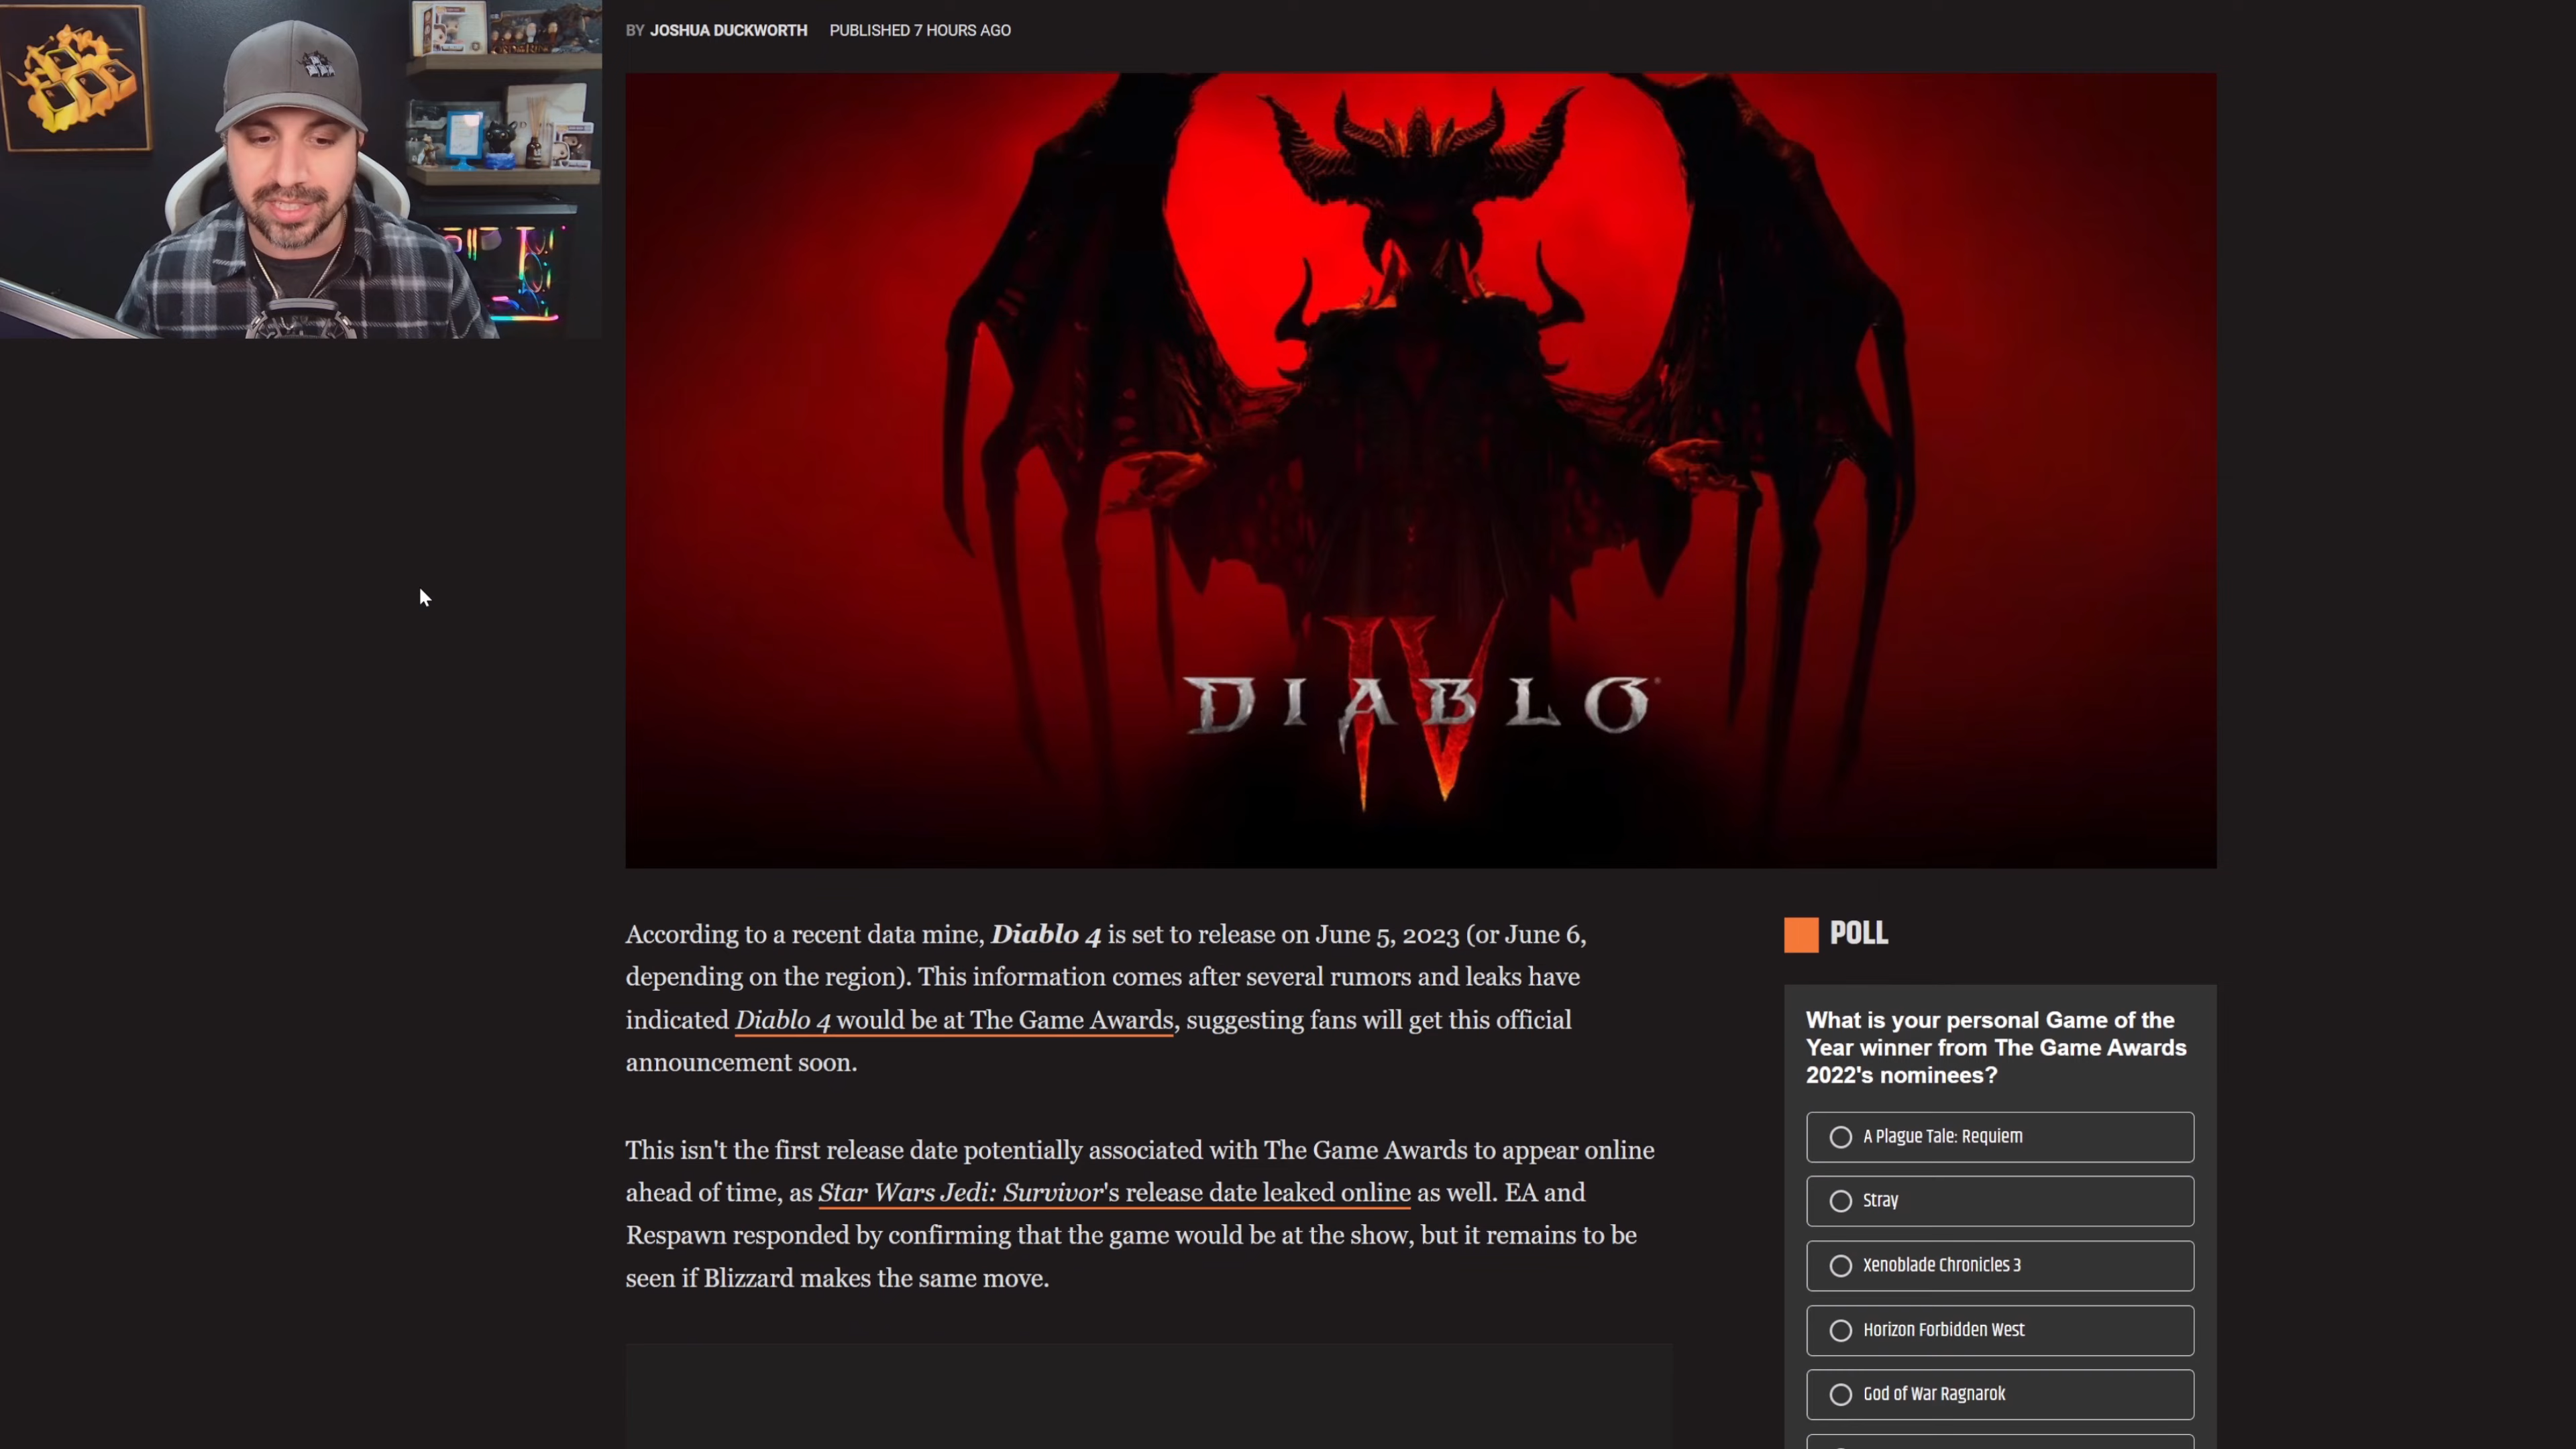 BY JOSHUA DUCKWORTH PUBLISHED 7 HOURS AGO
DIABLO
IV
According to a recent data mine, Diablo 4 is set to release on June 5, 2023 (or June 6,
depending on the region). This information comes after several rumors and leaks have
indicated Diablo 4 would be at The Game Awards, suggesting fans will get this official
announcement soon.
This isn't the first release date potentially associated with The Game Awards to appear online
ahead of time, as Star Wars Jedi: Survivor's release date leaked online as well. EA and
Respawn responded by confirming that the game would be at the show, but it remains to be
seen if Blizzard makes the same move.
POLL
What is your personal Game of the
Year winner from The Game Awards
2022's nominees?
A Plague Tale: Requiem
Stray
Xenoblade Chronicles 3
Horizon Forbidden West
God of War Ragnarok